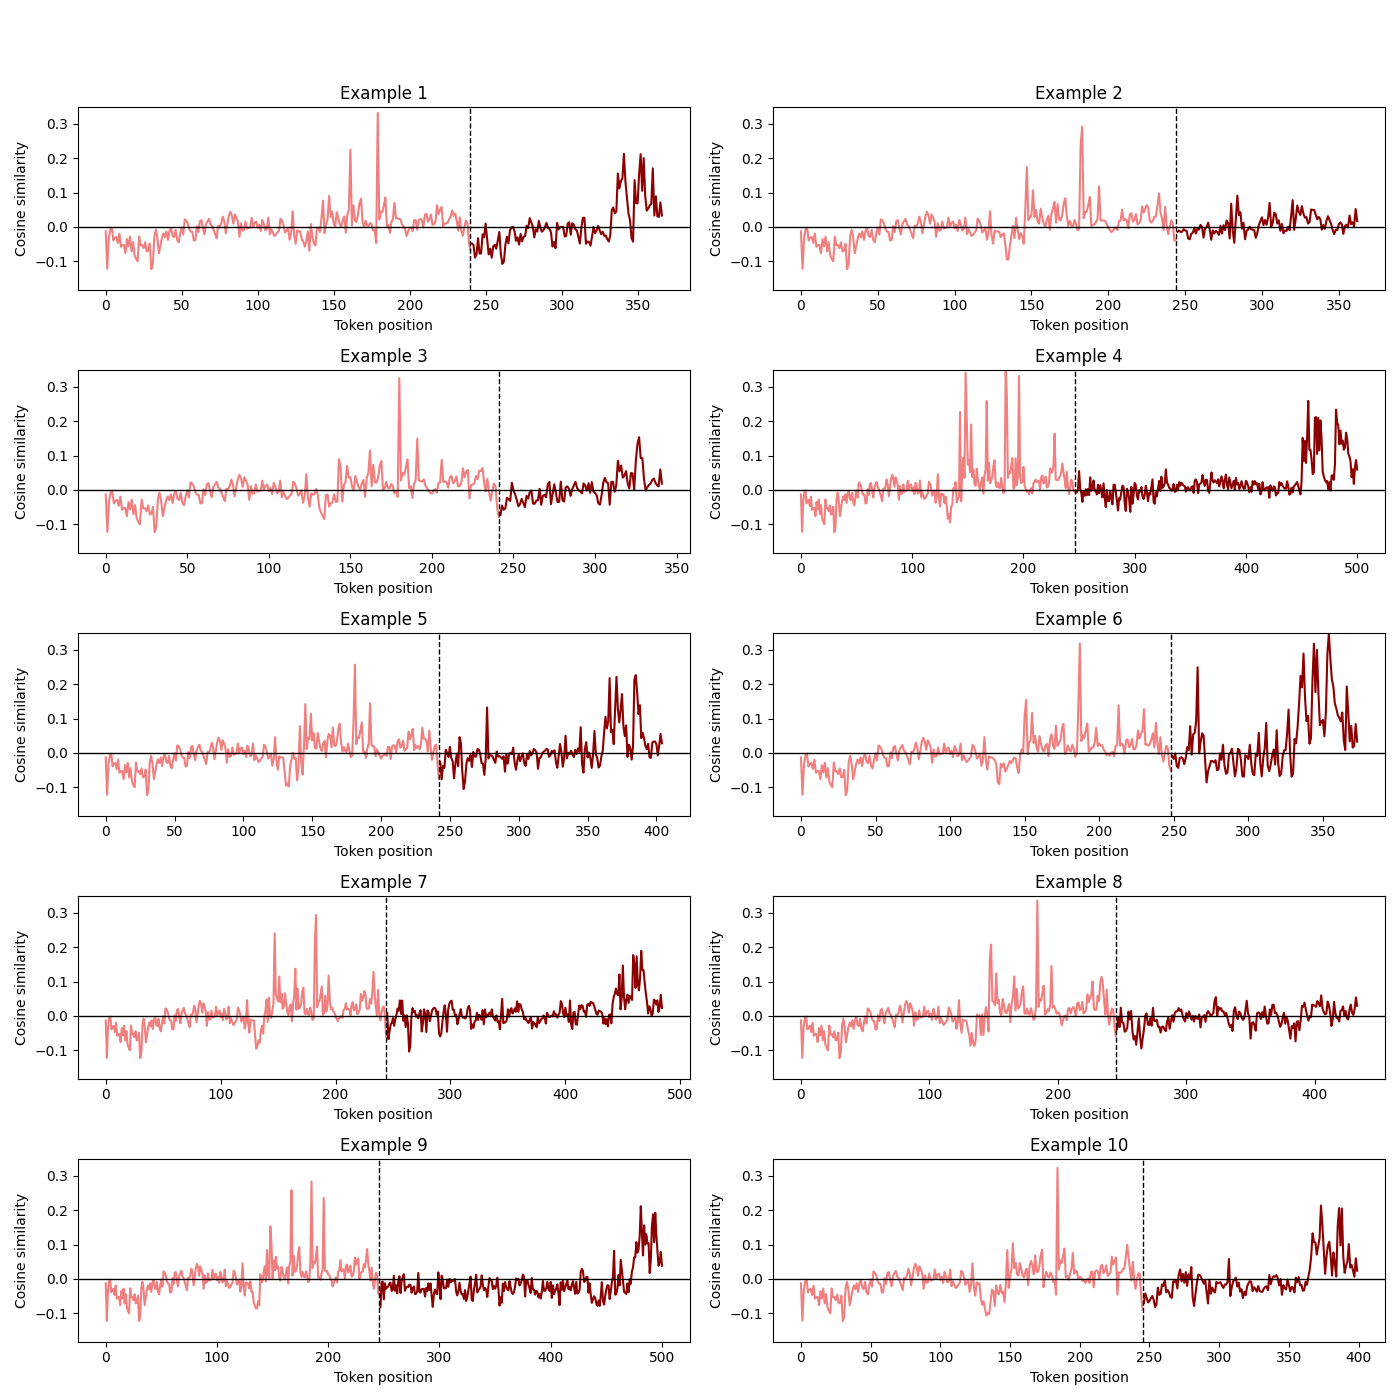 Example 1
0.3
0.2
0.1
0.0
−0.1
Cosine similarity
0 50 100 150 200 250 300 350
Token position
Example 2
0.3
0.2
0.1
0.0
−0.1
Cosine similarity
0 50 100 150 200 250 300 350
Token position
Example 3
0.3
0.2
0.1
0.0
−0.1
Cosine similarity
0 50 100 150 200 250 300 350
Token position
Example 4
0.3
0.2
0.1
0.0
−0.1
Cosine similarity
0 100 200 300 400 500
Token position
Example 5
0.3
0.2
0.1
0.0
−0.1
Cosine similarity
0 50 100 150 200 250 300 350 400
Token position
Example 6
0.3
0.2
0.1
0.0
−0.1
Cosine similarity
0 50 100 150 200 250 300 350
Token position
Example 7
0.3
0.2
0.1
0.0
−0.1
Cosine similarity
0 100 200 300 400 500
Token position
Example 8
0.3
0.2
0.1
0.0
−0.1
Cosine similarity
0 100 200 300 400
Token position
Example 9
0.3
0.2
0.1
0.0
−0.1
Cosine similarity
0 100 200 300 400 500
Token position
Example 10
0.3
0.2
0.1
0.0
−0.1
Cosine similarity
0 50 100 150 200 250 300 350 400
Token position